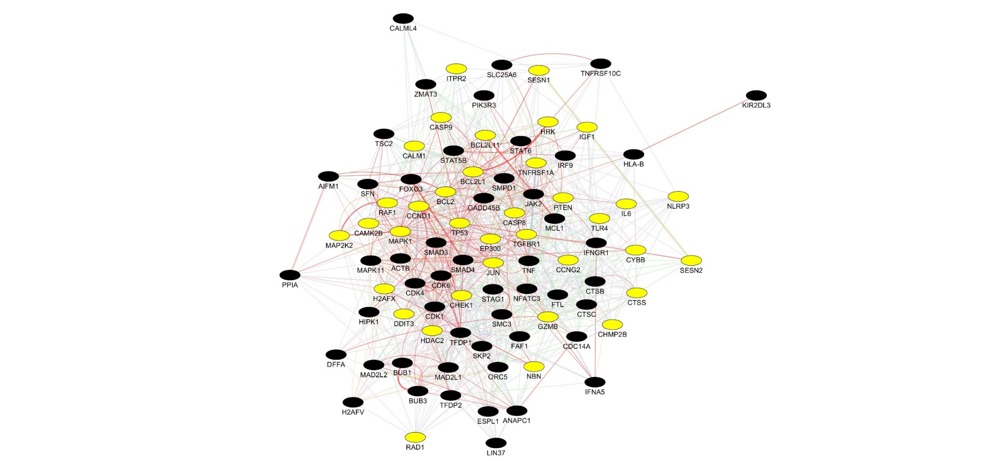 CALML4
ITPR2
SLC25A6
SESN1
TNFRSF10C
ZMAT3
PIK3R3
KIR2DL3
CASP9
HRK
IGF1
TSC2
BCL2L11
STAT6
CALM1
STAT5B
IRF9
HLA-B
TNFRSF1A
AIFM1
BCL2L1
SMPD1
SFN
FOXO3
BCL2
GADD45B
JAK2
PTEN
NLRP3
RAF1
CCND1
IL6
CASP8
MCL1
TLR4
CAMK2B
TP53
MAP2K2
MAPK1
EP300
TGFBR1
SMAD3
IFNGR1
CYBB
MAPK11
ACTB
SMAD4
JUN
TNF
CCNG2
SESN2
PPIA
CDK6
CDK4
CTSB
H2AFX
CHEK1
STAG1
NFATC3
FTL
CTSS
CTSC
HIPK1
DDIT3
CDK1
SMC3
GZMB
CHMP2B
HDAC2
TFDP1
FAF1
CDC14A
SKP2
DFFA
MAD2L2
BUB1
MAD2L1
ORC5
NBN
IFNA5
BUB3
TFDP2
H2AFV
ESPL1
ANAPC1
RAD1
LIN37